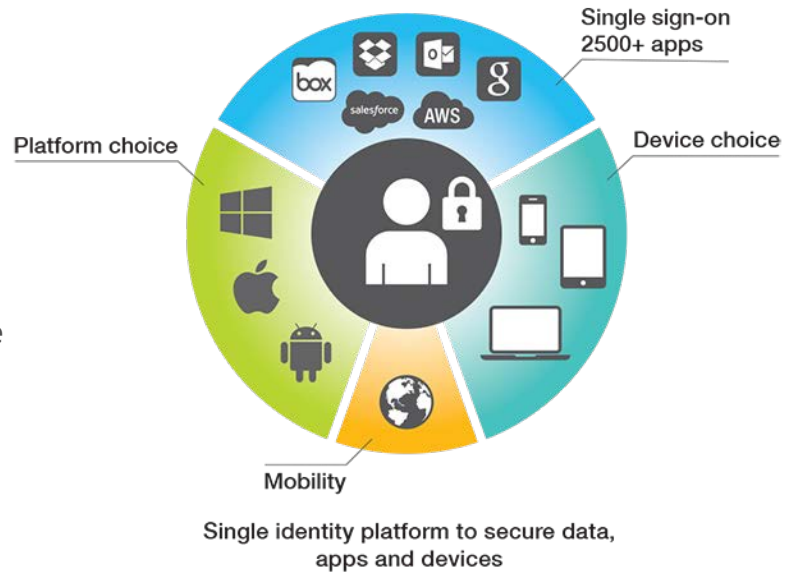 Single sign-on
2500+ apps
box
O
g
salesforce
AWS
Platform choice
Device choice
e
Mobility
Single identity platform to secure data,
apps and devices